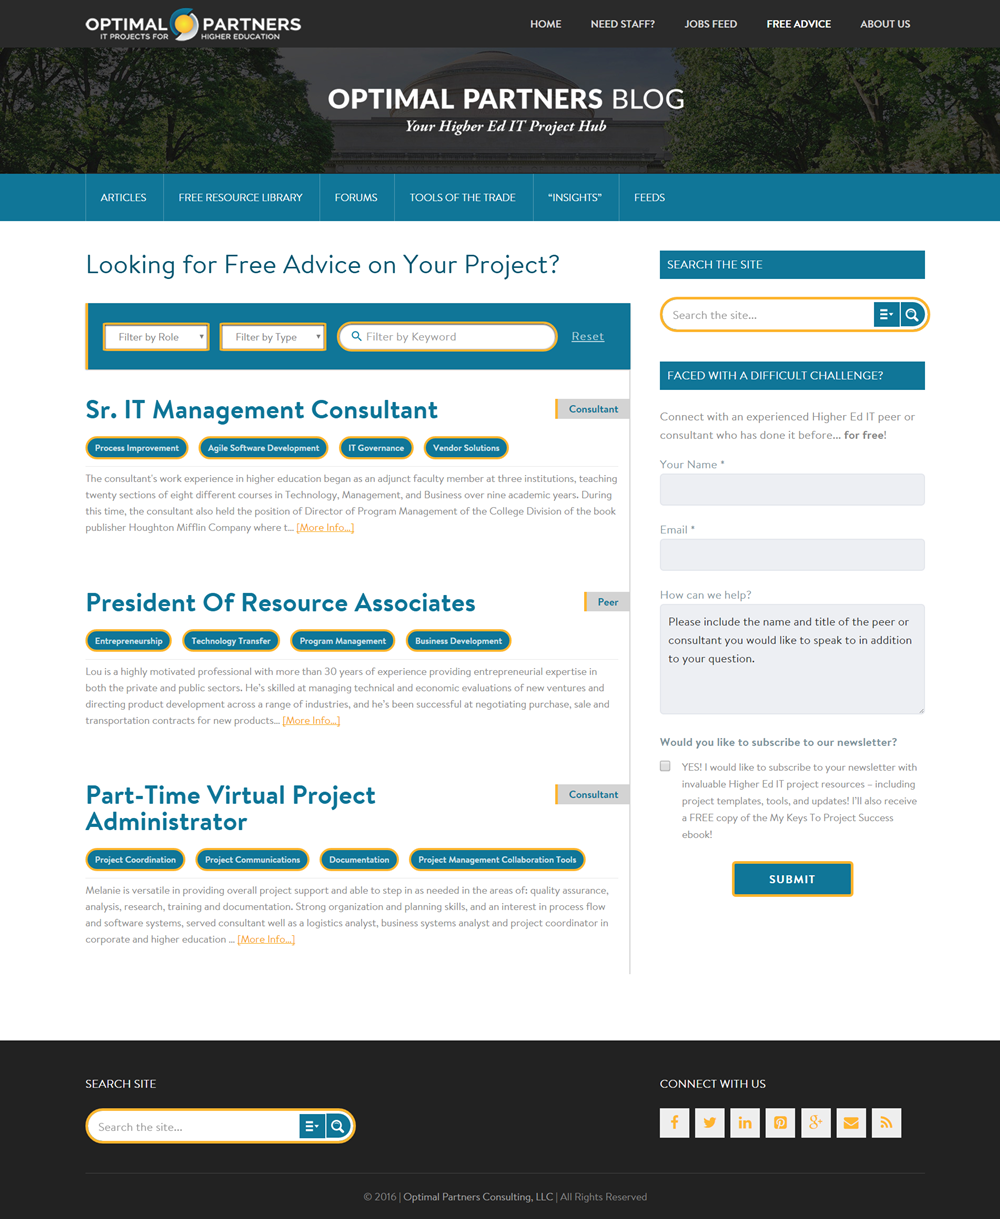 OPTIMAL PARTNERS
IT PROJECTS FOR HIGHER EDUCATION
HOME NEED STAFF? JOBS FEED FREE ADVICE ABOUT US
OPTIMAL PARTNERS BLOG
Your Higher Ed IT Project Hub
ARTICLES FREE RESOURCE LIBRARY FORUMS TOOLS OF THE TRADE “INSIGHTS” FEEDS
Looking for Free Advice on Your Project?
Filter by Role Filter by Type Filter by Keyword Reset
Sr. IT Management Consultant
Consultant
Process Improvement Agile Software Development IT Governance Vendor Solutions
The consultant's work experience in higher education began as an adjunct faculty member at three institutions, teaching
twenty sections of eight different courses in Technology, Management, and Business over nine academic years. During
this time, the consultant also held the position of Director of Program Management of the College Division of the book
publisher Houghton Mifflin Company where t... [More Info...]
President Of Resource Associates
Peer
Entrepreneurship Technology Transfer Program Management Business Development
Lou is a highly motivated professional with more than 30 years of experience providing entrepreneurial expertise in
both the private and public sectors. He’s skilled at managing technical and economic evaluations of new ventures and
directing product development across a range of industries, and he’s been successful at negotiating purchase, sale and
transportation contracts for new products... [More Info...]
Part-Time Virtual Project
Administrator
Consultant
Project Coordination Project Communications Documentation Project Management Collaboration Tools
Melanie is versatile in providing overall project support and able to step in as needed in the areas of: quality assurance,
analysis, research, training and documentation. Strong organization and planning skills, and an interest in process flow
and software systems, served consultant well as a logistics analyst, business systems analyst and project coordinator in
corporate and higher education ... [More Info...]
SEARCH THE SITE
Search the site...
FACED WITH A DIFFICULT CHALLENGE?
Connect with an experienced Higher Ed IT peer or
consultant who has done it before... for free!
Your Name *
Email *
How can we help?
Please include the name and title of the peer or
consultant you would like to speak to in addition
to your question.
Would you like to subscribe to our newsletter?
YES! I would like to subscribe to your newsletter with
invaluable Higher Ed IT project resources – including
project templates, tools, and updates! I’ll also receive
a FREE copy of the My Keys To Project Success
ebook!
SUBMIT
SEARCH SITE
Search the site...
CONNECT WITH US
© 2016 | Optimal Partners Consulting, LLC | All Rights Reserved